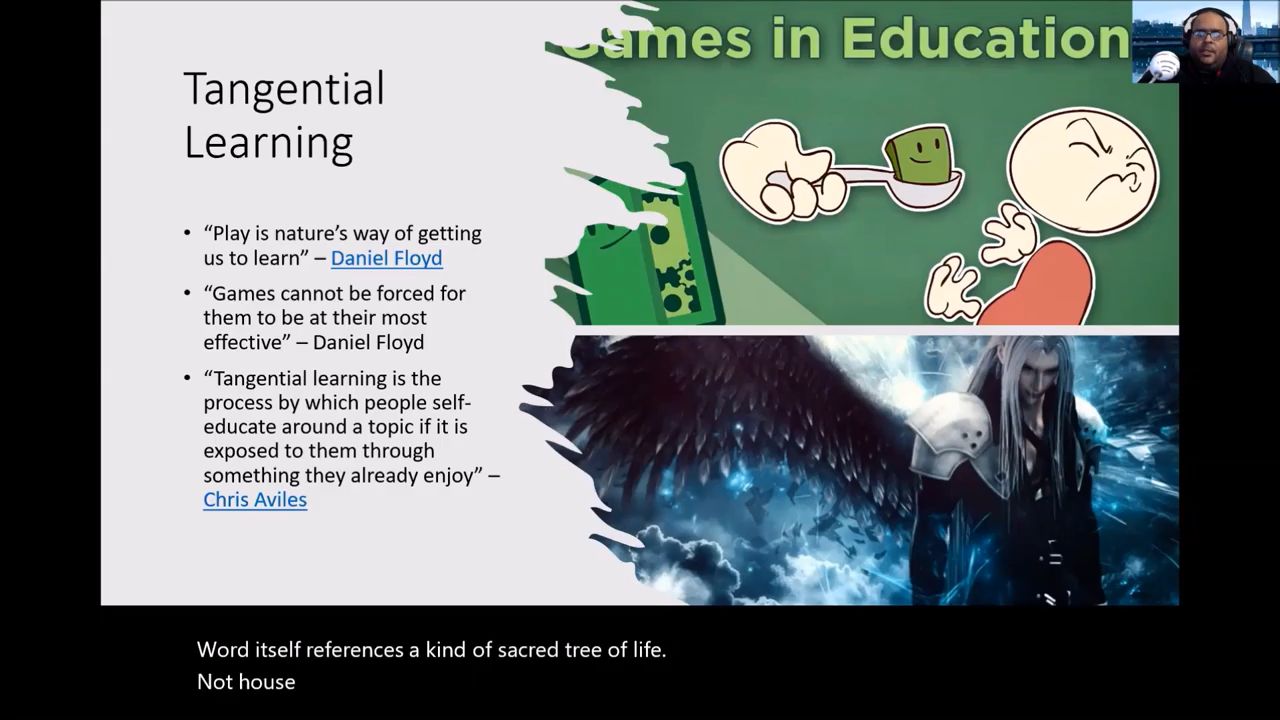 Games in Education
Tangential
Learning
• “Play is nature’s way of getting
us to learn” – Daniel Floyd
• “Games cannot be forced for
them to be at their most
effective” – Daniel Floyd
• “Tangential learning is the
process by which people self-
educate around a topic if it is
exposed to them through
something they already enjoy” –
Chris Aviles
Word itself references a kind of sacred tree of life.
Not house